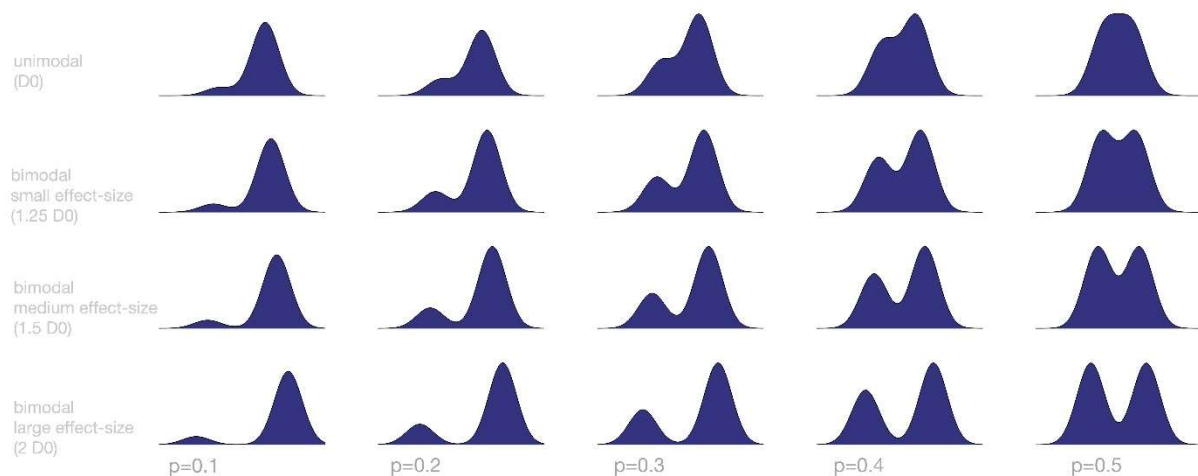 unimodal
(D0)
bimodal
small effect-size
(1.25 D0)
bimodal
medium effect-size
(1.5 D0)
bimodal
large effect-size
(2 D0)
p=0.1
p=0.2
p=0.3
p=0.4
p=0.5